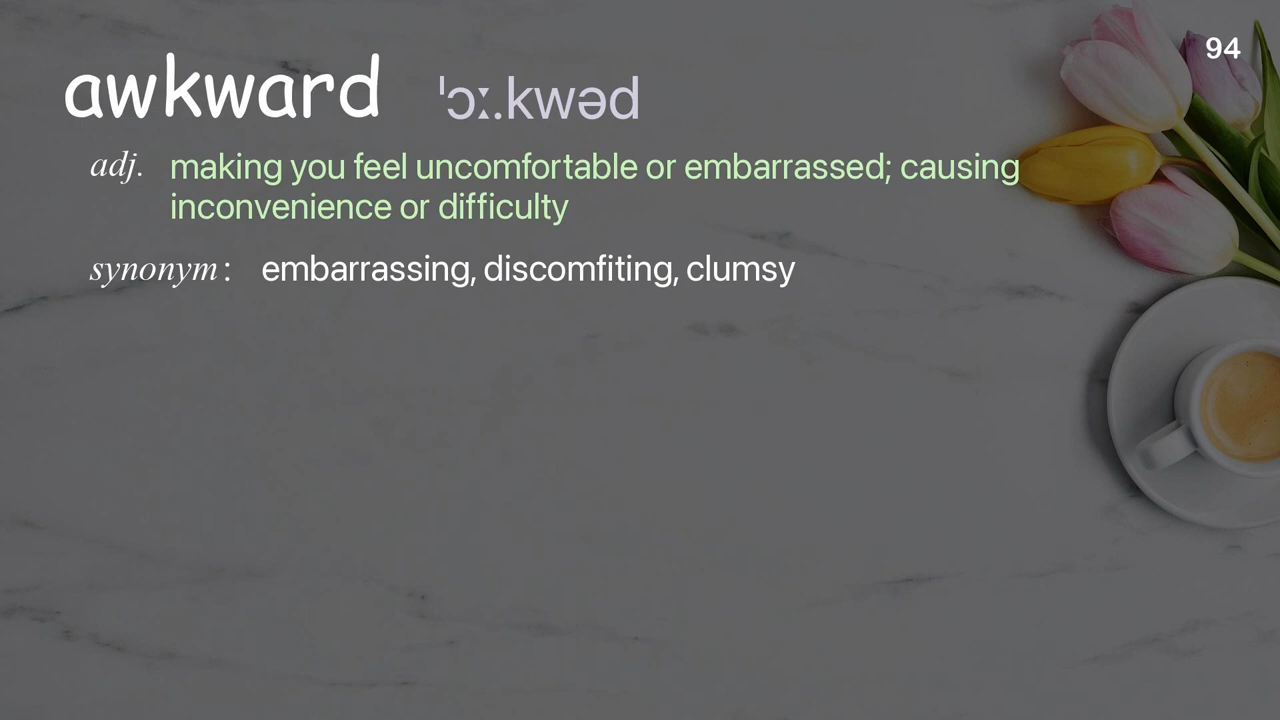 94
awkward ˈɔː.kwəd
adj. making you feel uncomfortable or embarrassed; causing
inconvenience or difficulty
synonym: embarrassing, discomfiting, clumsy